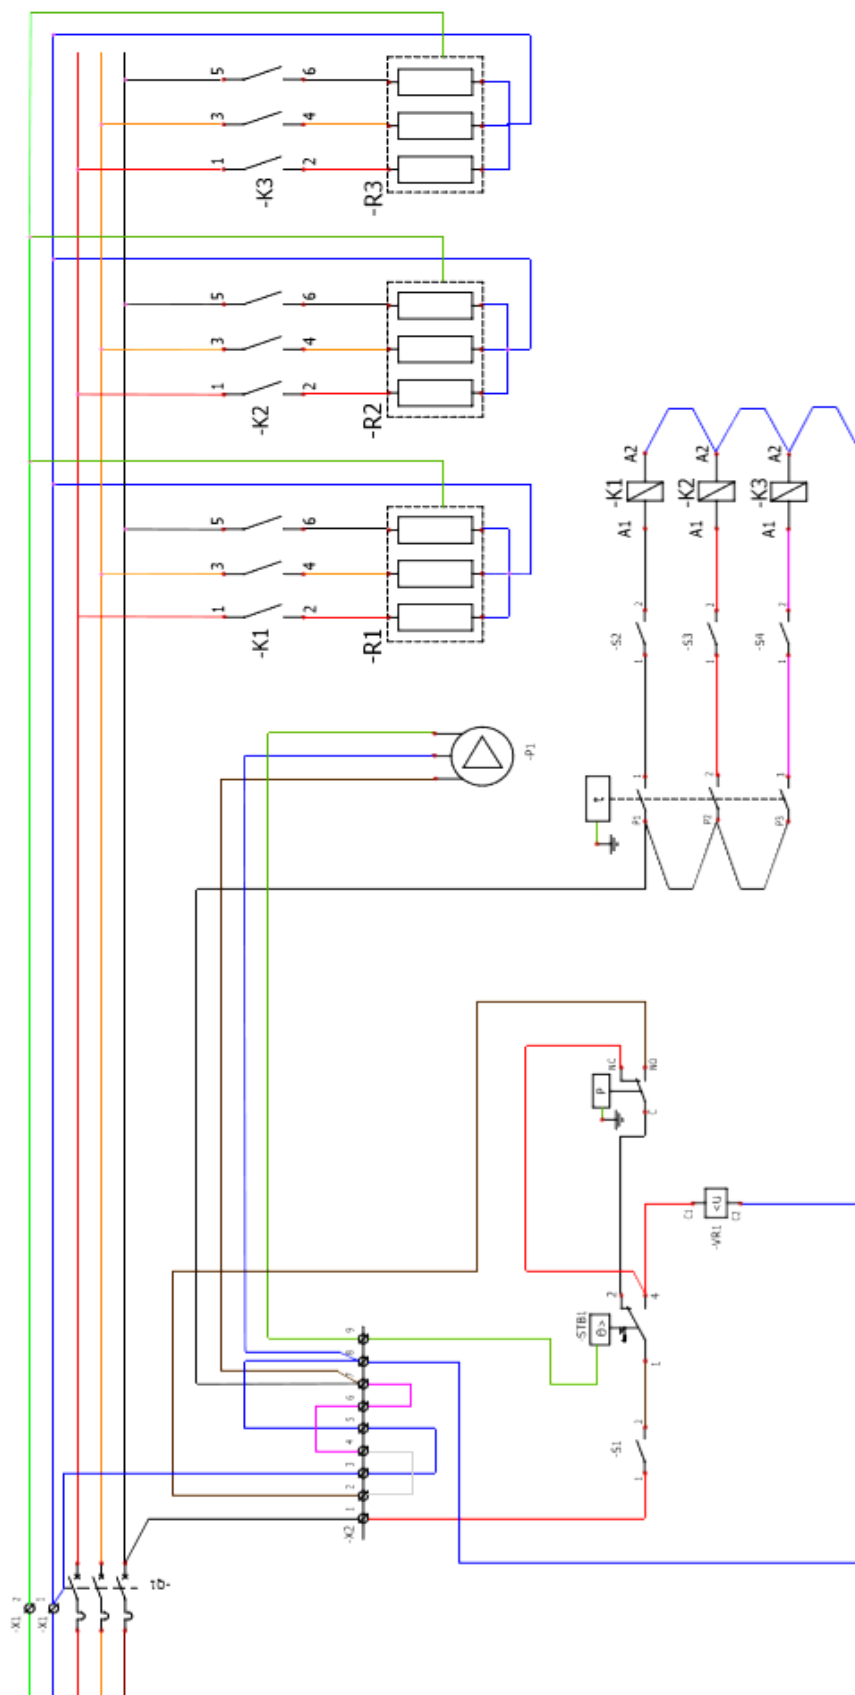 5 6
3 4
1 2
-K3
-R3
5 6
3 4
1 2
-K2
-R2
5 6
3 4
1 2
-K1
-R1
A2 A2 A2
-K1 -K2 -K3
A1 A1 A1
2 2 2
-S2 -S3 -S4
1 1 1
-P1
t
1 2 3
P1 P2 P3
NC NO
P
C
C1 <U C2
-VR1
2 4
-STB1
Θ>
1
9
8
7
6
5
4
3
2
1
-X2
2
-S1
1
-Q1
-X1 2
-X1 1